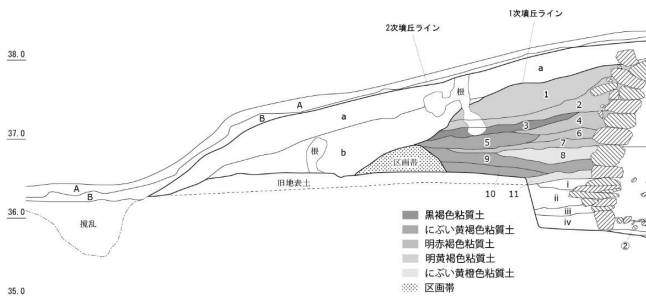 1次墳丘ライン
2次墳丘ライン
38.0
a
根
1
A
2
B
a
3
4
37.0
6
5
7
根
8
b
区画帯
9
旧地表土
i
A
10
11
ii
B
黒褐色粘質土
36.0
iii
にぶい黄褐色粘質土
攪乱
iv
明赤褐色粘質土
②
明黄褐色粘質土
にぶい黄橙色粘質土
区画帯
35.0